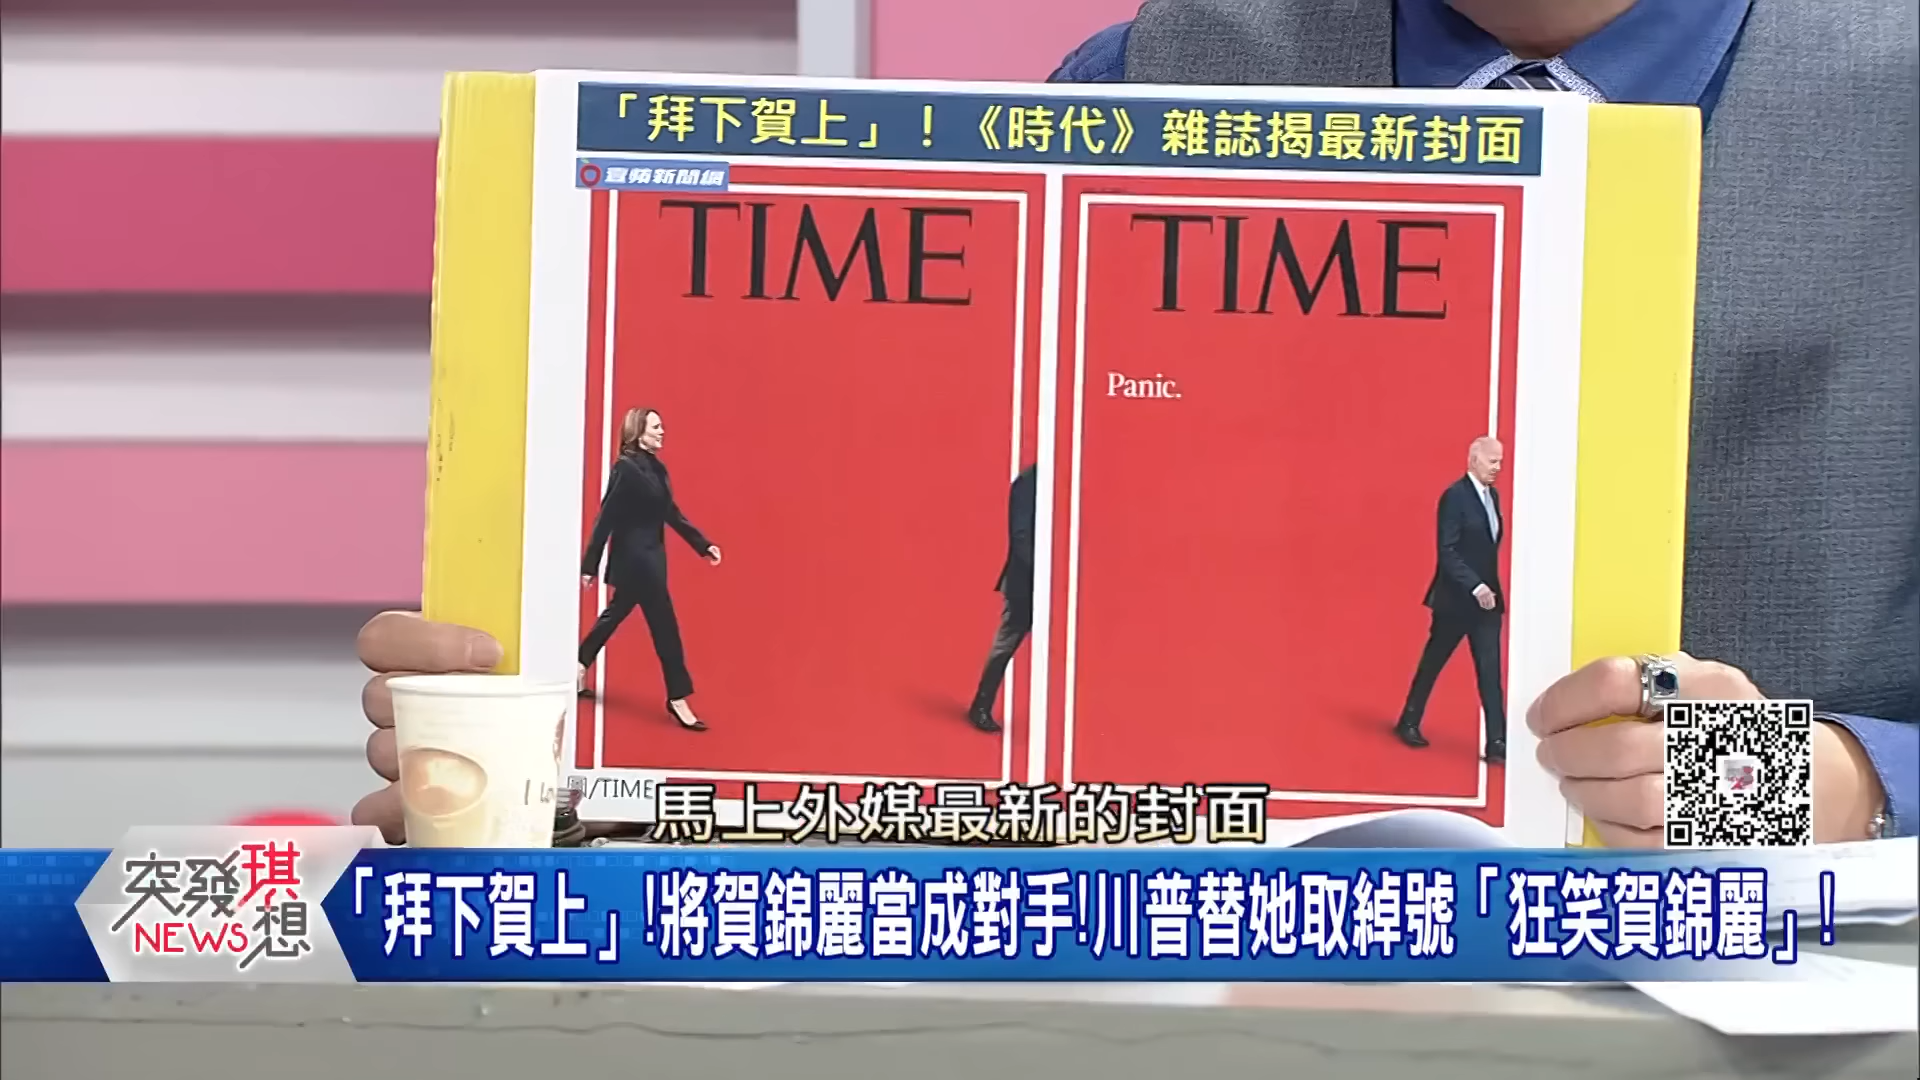 「拜下賀上」！《時代》雜誌揭最新封面
壹蘋新聞網
TIME
TIME
Panic.
圖/TIME
馬上外媒最新的封面
突發琪想
NEWS
「拜下賀上」!將賀錦麗當成對手!川普替她取綽號「狂笑賀錦麗」!